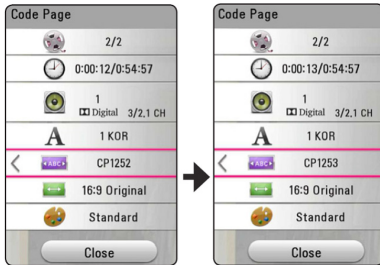 Code Page
2/2
0:00:12/0:54:57
1
Digital 3/2,1 CH
A 1 KOR
ABC CP1252
16:9 Original
Standard
Close
Code Page
2/2
0:00:13/0:54:57
1
Digital 3/2,1 CH
A 1 KOR
ABC CP1253
16:9 Original
Standard
Close